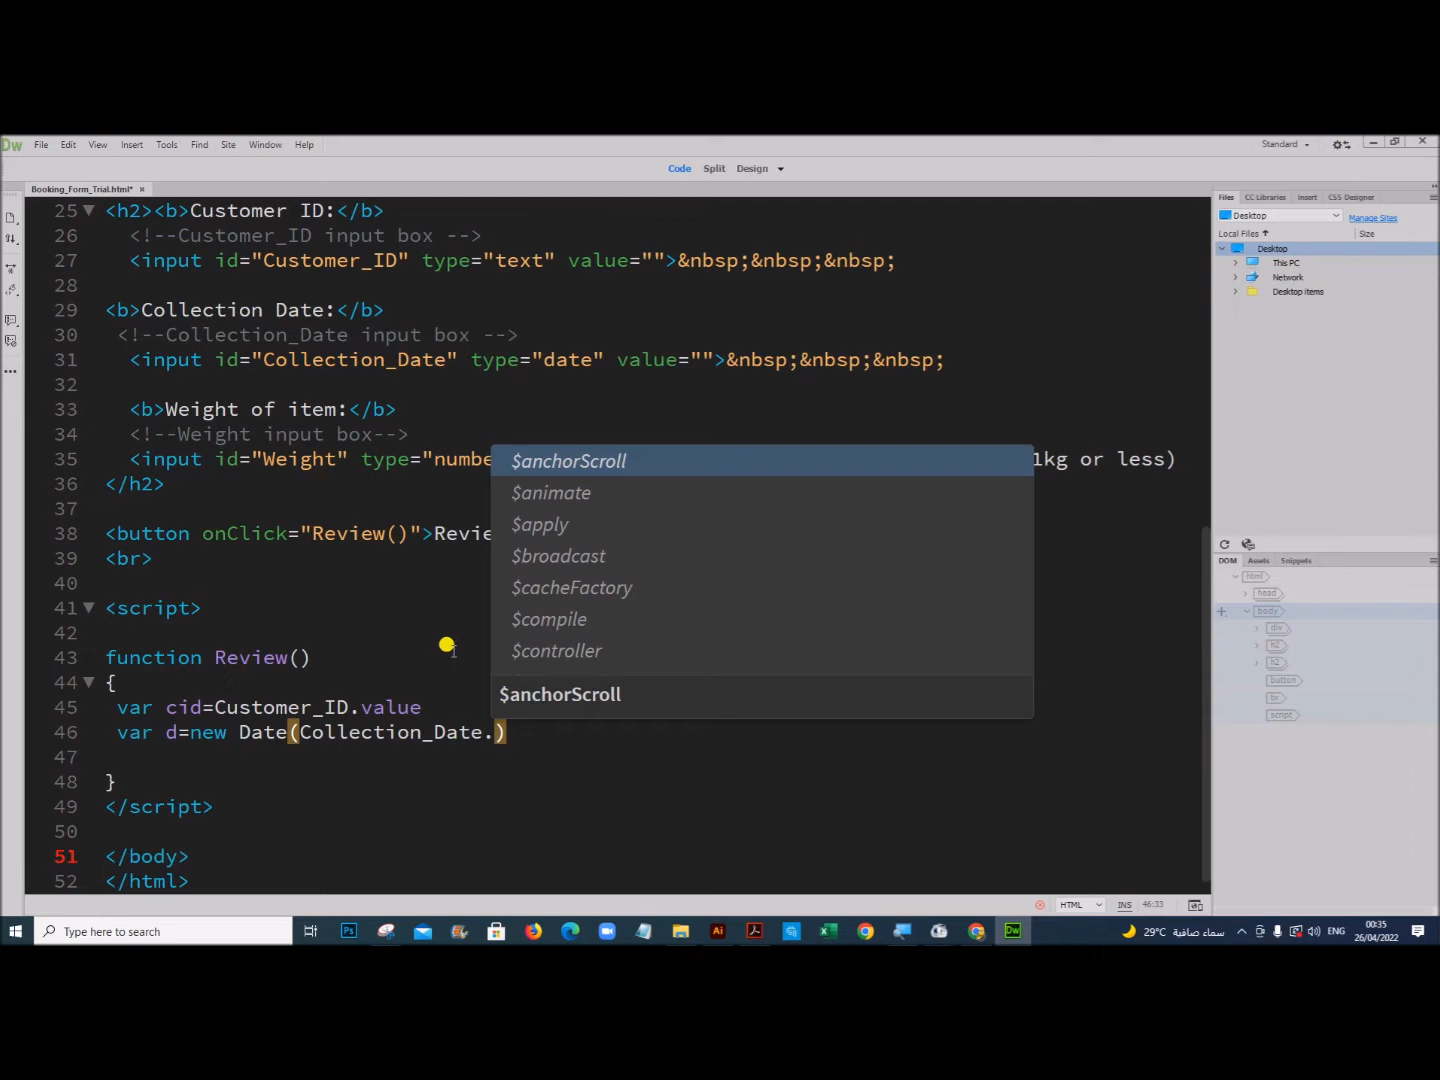 Dw File Edit View Insert Tools Find Site Window Help Standard
Code Split Design
Booking_Form_Trial.html* ×
Files CC Libraries Insert CSS Designer
Desktop Manage Sites
Local Files Size
Desktop
This PC
Network
Desktop items
25 <h2><b>Customer ID:</b>
26 <!--Customer_ID input box -->
27 <input id="Customer_ID" type="text" value="">&nbsp;&nbsp;&nbsp;
28
29 <b>Collection Date:</b>
30 <!--Collection_Date input box -->
31 <input id="Collection_Date" type="date" value="">&nbsp;&nbsp;&nbsp;
32
33 <b>Weight of item:</b>
34 <!--Weight input box-->
35 <input id="Weight" type="numbe 1kg or less)
36 </h2>
37
38 <button onClick="Review()">Revie
39 <br>
40
41 <script>
42
43 function Review()
44 {
45 var cid=Customer_ID.value
46 var d=new Date(Collection_Date.)
47
48 }
49 </script>
50
51 </body>
52 </html>
$anchorScroll
$animate
$apply
$broadcast
$cacheFactory
$compile
$controller
$anchorScroll
DOM Assets Snippets
html
head
body
div
h2
h2
button
br
script
HTML INS 46:33
Type here to search
Ps Ai Dw
29°C سماء صافية ENG
00:35
26/04/2022